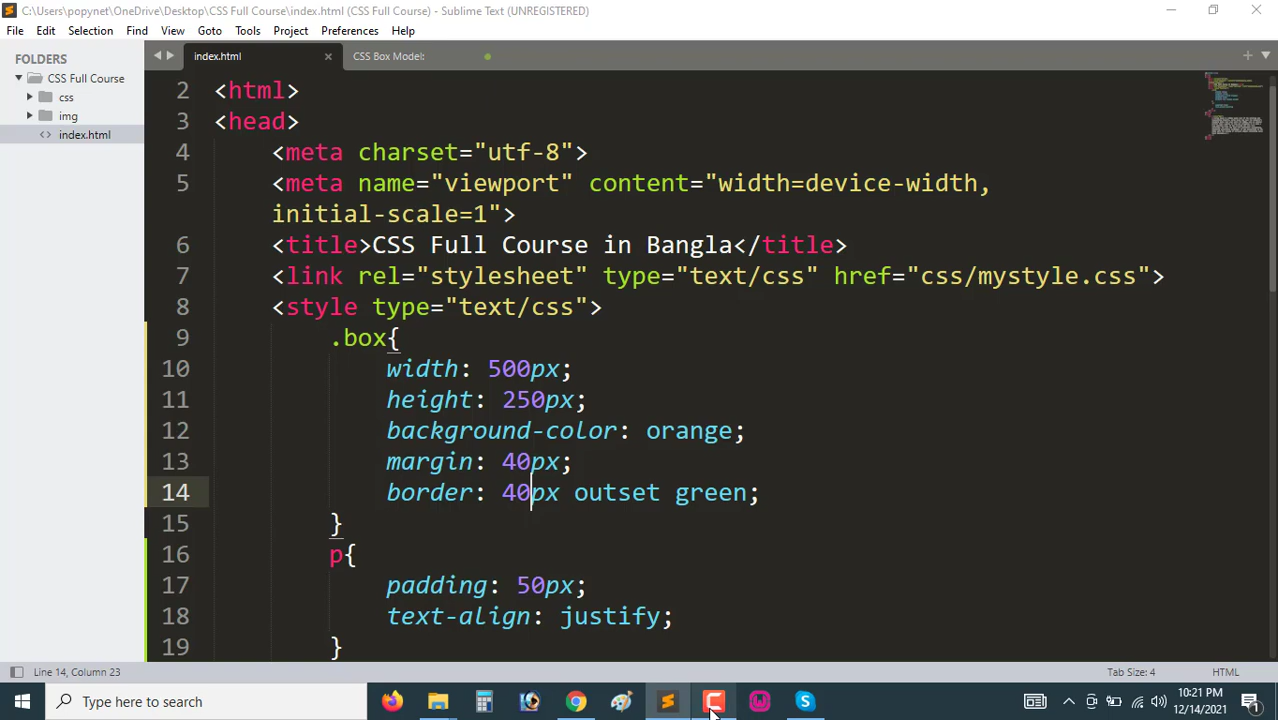 C:\Users\popynet\OneDrive\Desktop\CSS Full Course\index.html (CSS Full Course) - Sublime Text (UNREGISTERED)
File Edit Selection Find View Goto Tools Project Preferences Help
FOLDERS
CSS Full Course
css
img
index.html
index.html
CSS Box Model:
2 <html>
3 <head>
4 <meta charset="utf-8">
5 <meta name="viewport" content="width=device-width,
initial-scale=1">
6 <title>CSS Full Course in Bangla</title>
7 <link rel="stylesheet" type="text/css" href="css/mystyle.css">
8 <style type="text/css">
9 .box{
10 width: 500px;
11 height: 250px;
12 background-color: orange;
13 margin: 40px;
14 border: 40px outset green;
15 }
16 p{
17 padding: 50px;
18 text-align: justify;
19 }
Line 14, Column 23
Tab Size: 4
HTML
Type here to search
10:21 PM
12/14/2021
1